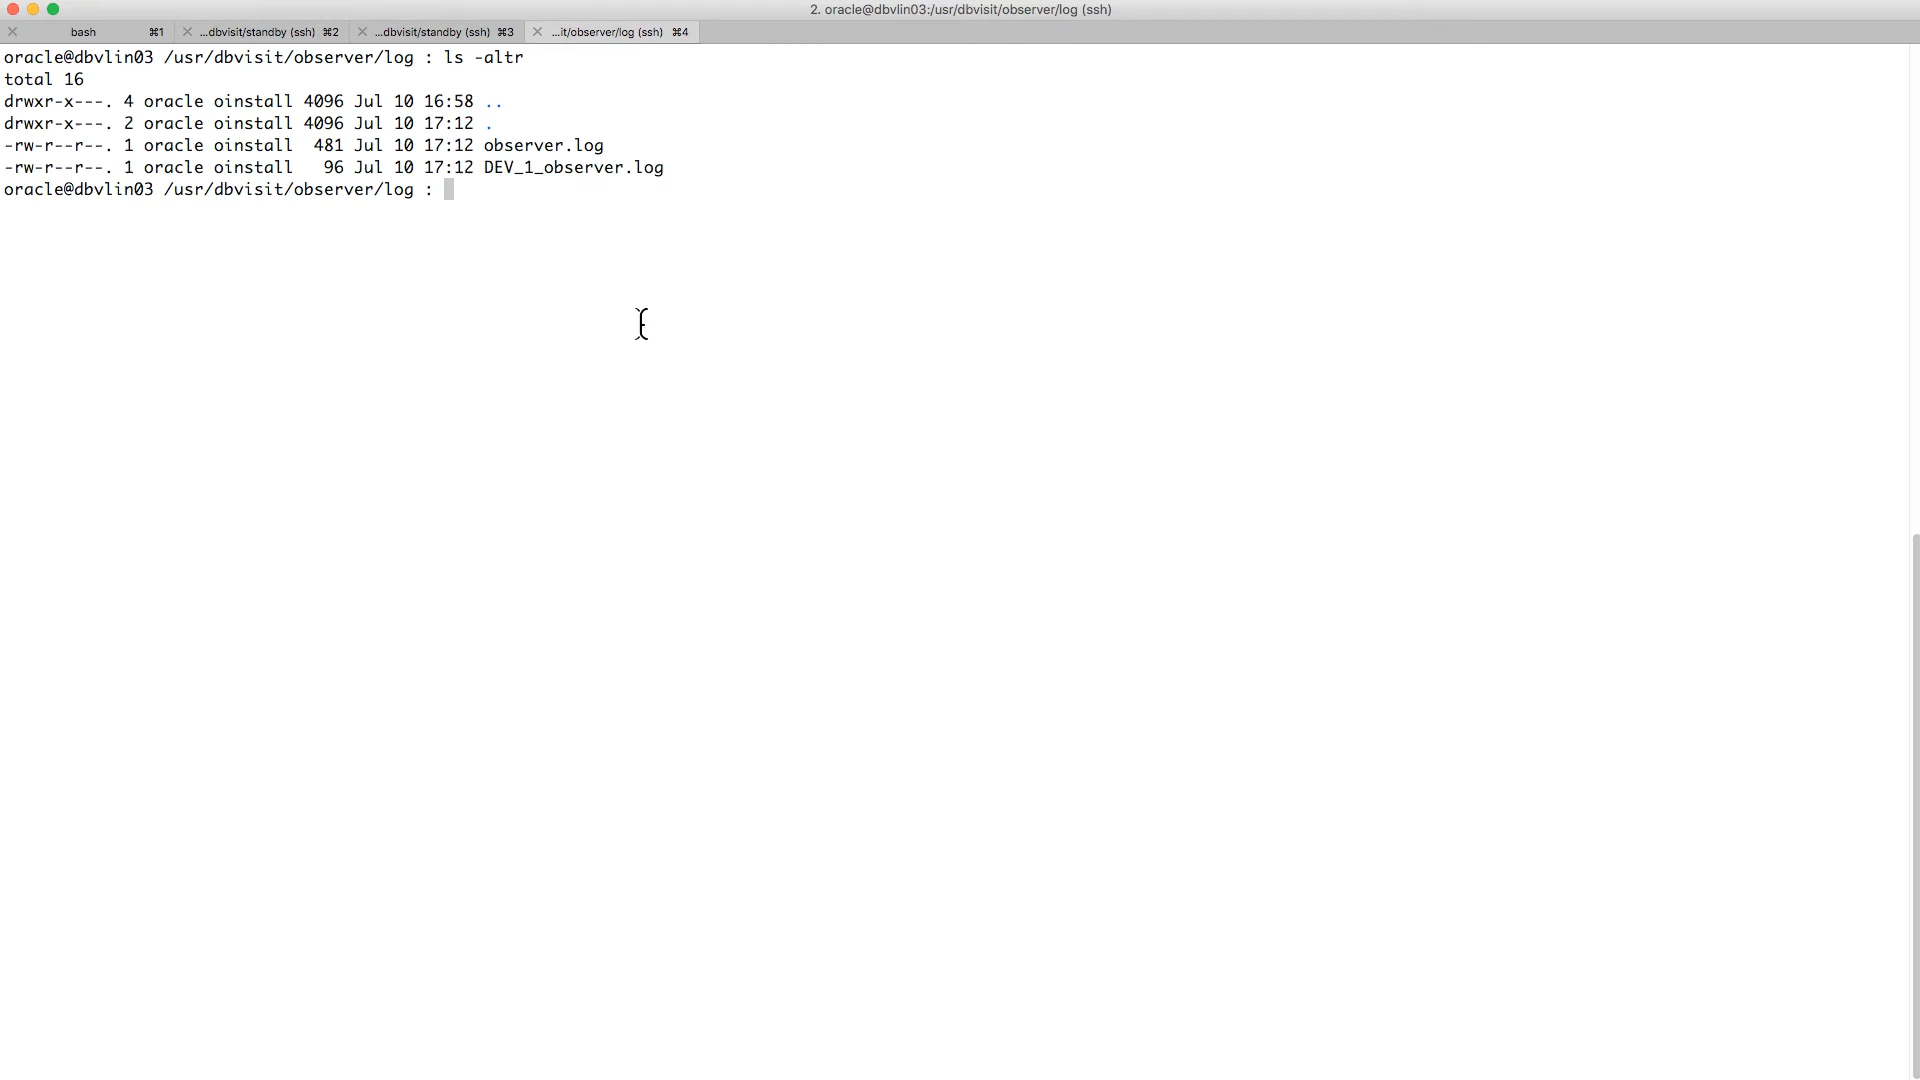 2. oracle@dbvlin03:/usr/dbvisit/observer/log (ssh)
bash ⌘1 ...dbvisit/standby (ssh) ⌘2 ...dbvisit/standby (ssh) ⌘3 ...it/observer/log (ssh) ⌘4
oracle@dbvlin03 /usr/dbvisit/observer/log : ls -altr
total 16
drwxr-x---. 4 oracle oinstall 4096 Jul 10 16:58 ..
drwxr-x---. 2 oracle oinstall 4096 Jul 10 17:12 .
-rw-r--r--. 1 oracle oinstall  481 Jul 10 17:12 observer.log
-rw-r--r--. 1 oracle oinstall   96 Jul 10 17:12 DEV_1_observer.log
oracle@dbvlin03 /usr/dbvisit/observer/log :